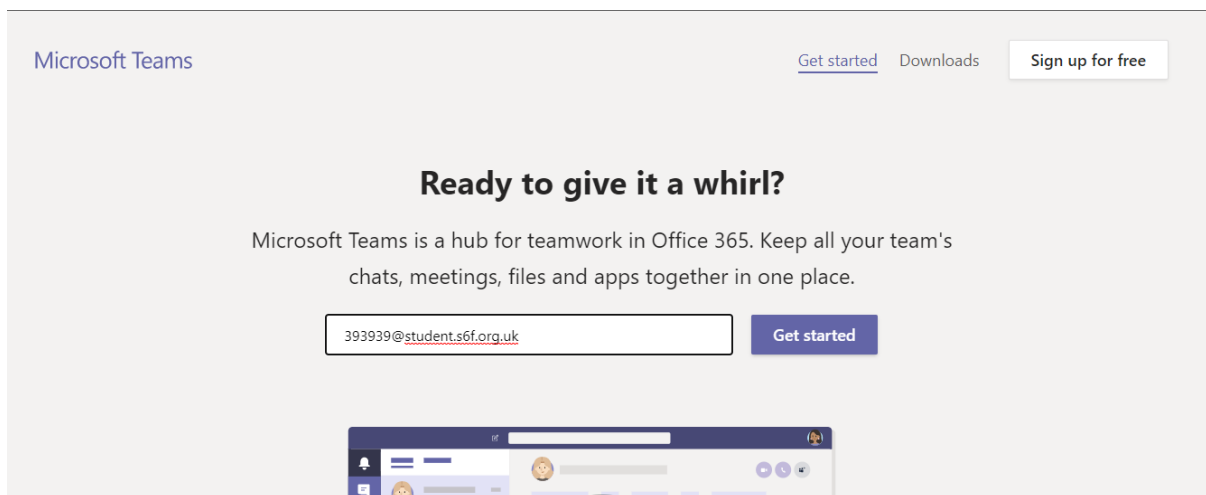 Microsoft Teams
Get started
Downloads
Sign up for free
Ready to give it a whirl?
Microsoft Teams is a hub for teamwork in Office 365. Keep all your team's
chats, meetings, files and apps together in one place.
393939@student.s6f.org.uk
Get started